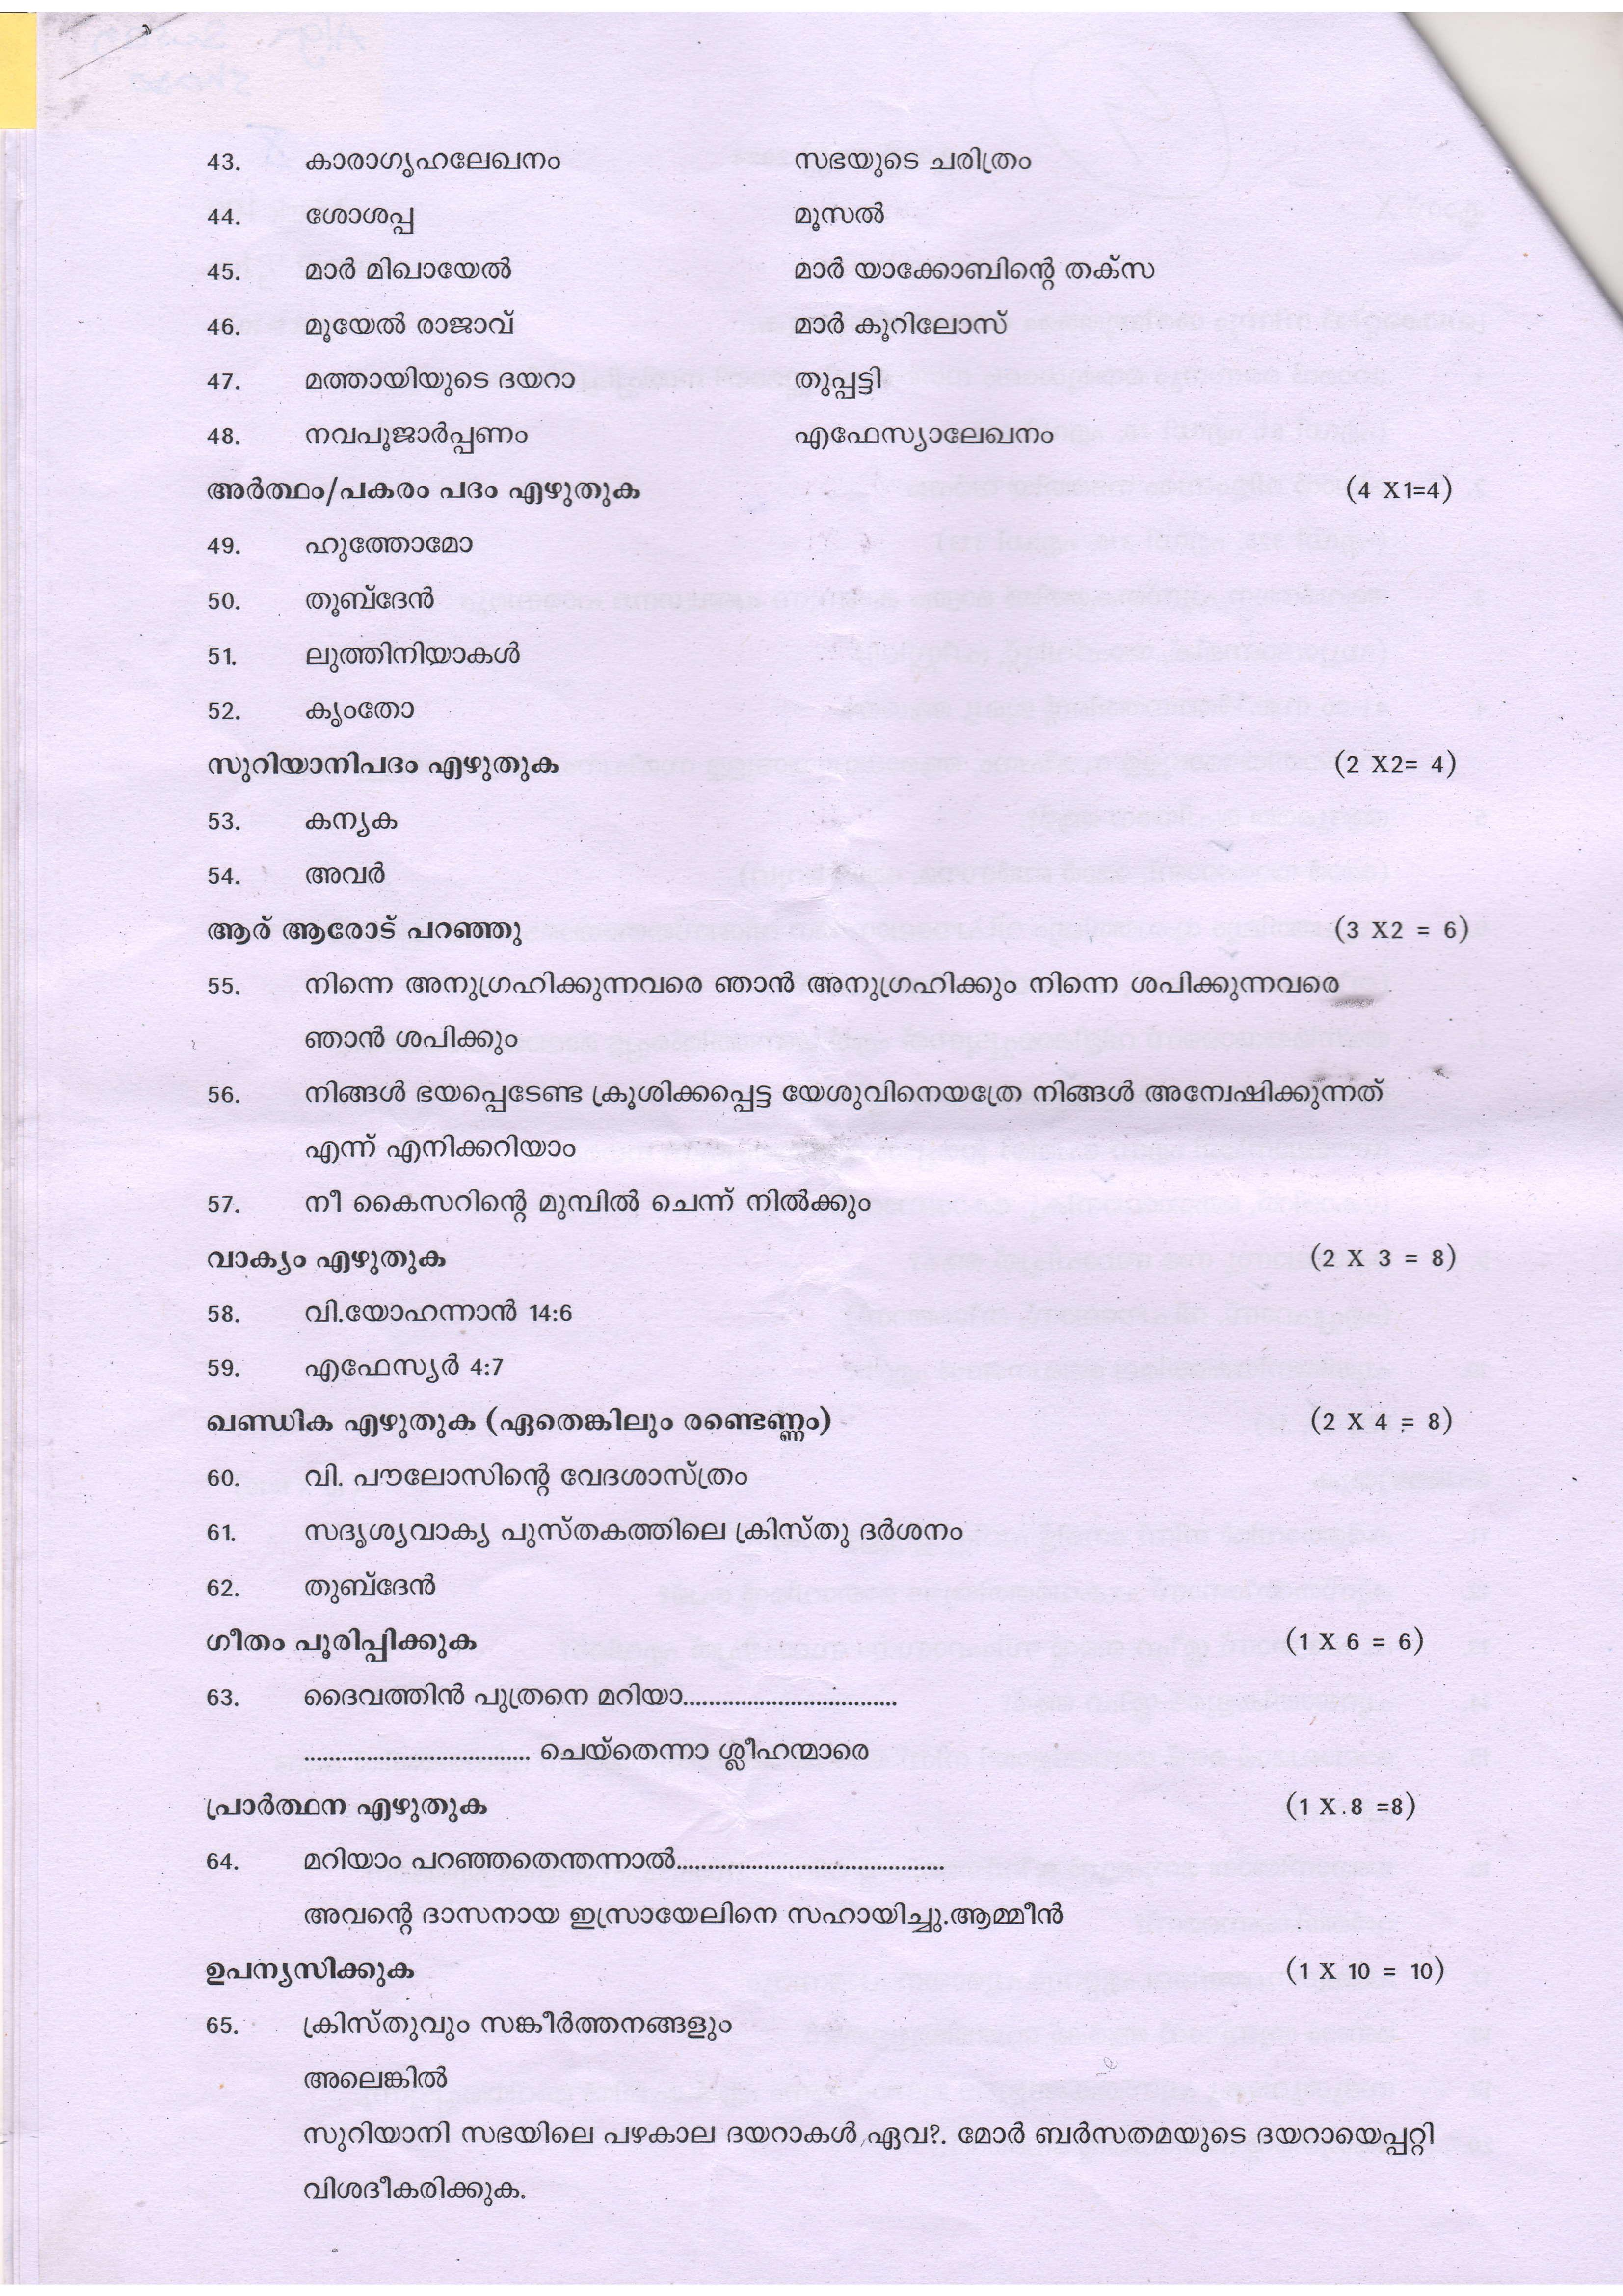 43. കാരാഗൃഹലേഖനം സഭയുടെ ചരിത്രം
44. ശോശപ്പ മൂസൽ
45. മാർ മിഖായേൽ മാർ യാക്കോബിന്റെ തക്സ
46. മൂയേൽ രാജാവ് മാർ കൂറിലോസ്
47. മത്തായിയുടെ ദയറാ തൂപ്പട്ടി
48. നവപൂജാർപ്പണം എഫേസ്യാലേഖനം
അർത്ഥം/പകരം പദം എഴുതുക (4 X1=4)
49. ഹൂത്തോമോ
50. തൂബ്ദേൻ
51. ലുത്തിനിയാകൾ
52. ക്യംതോ
സുറിയാനിപദം എഴുതുക (2 X2= 4)
53. കന്യക
54. അവർ
ആര് ആരോട് പറഞ്ഞു (3 X2 = 6)
55. നിന്നെ അനുഗ്രഹിക്കുന്നവരെ ഞാൻ അനുഗ്രഹിക്കും നിന്നെ ശപിക്കുന്നവരെ
ഞാൻ ശപിക്കും
56. നിങ്ങൾ ഭയപ്പെടേണ്ട ക്രൂശിക്കപ്പെട്ട യേശുവിനെയത്രേ നിങ്ങൾ അന്വേഷിക്കുന്നത്
എന്ന് എനിക്കറിയാം
57. നീ കൈസറിന്റെ മുമ്പിൽ ചെന്ന് നിൽക്കും
വാക്യം എഴുതുക (2 X 3 = 8)
58. വി.യോഹന്നാൻ 14:6
59. എഫേസ്യർ 4:7
ഖണ്ഡിക എഴുതുക (ഏതെങ്കിലും രണ്ടെണ്ണം) (2 X 4 = 8)
60. വി. പൗലോസിന്റെ വേദശാസ്ത്രം
61. സദൃശ്യവാക്യ പുസ്തകത്തിലെ ക്രിസ്തു ദർശനം
62. തുബ്ദേൻ
ഗീതം പൂരിപ്പിക്കുക (1 X 6 = 6)
63. ദൈവത്തിൻ പുത്രനെ മറിയാ..................................
.................................. ചെയ്തെന്നാ ശ്ലീഹന്മാരെ
പ്രാർത്ഥന എഴുതുക (1 X.8 =8)
64. മറിയാം പറഞ്ഞതെന്തന്നാൽ...........................................
അവന്റെ ദാസനായ ഇസ്രായേലിനെ സഹായിച്ചു.ആമ്മീൻ
ഉപന്യസിക്കുക (1 X 10 = 10)
65. ക്രിസ്തുവും സങ്കീർത്തനങ്ങളും
അലെങ്കിൽ
സുറിയാനി സഭയിലെ പഴകാല ദയറാകൾ ഏവ?. മോർ ബർസതമയുടെ ദയറായെപ്പറ്റി
വിശദീകരിക്കുക.